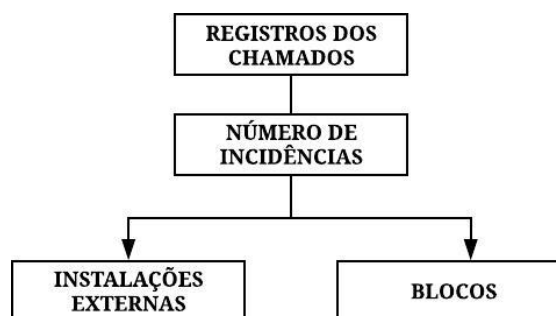 REGISTROS DOS
CHAMADOS
NÚMERO DE
INCIDÊNCIAS
INSTALAÇÕES
EXTERNAS
BLOCOS